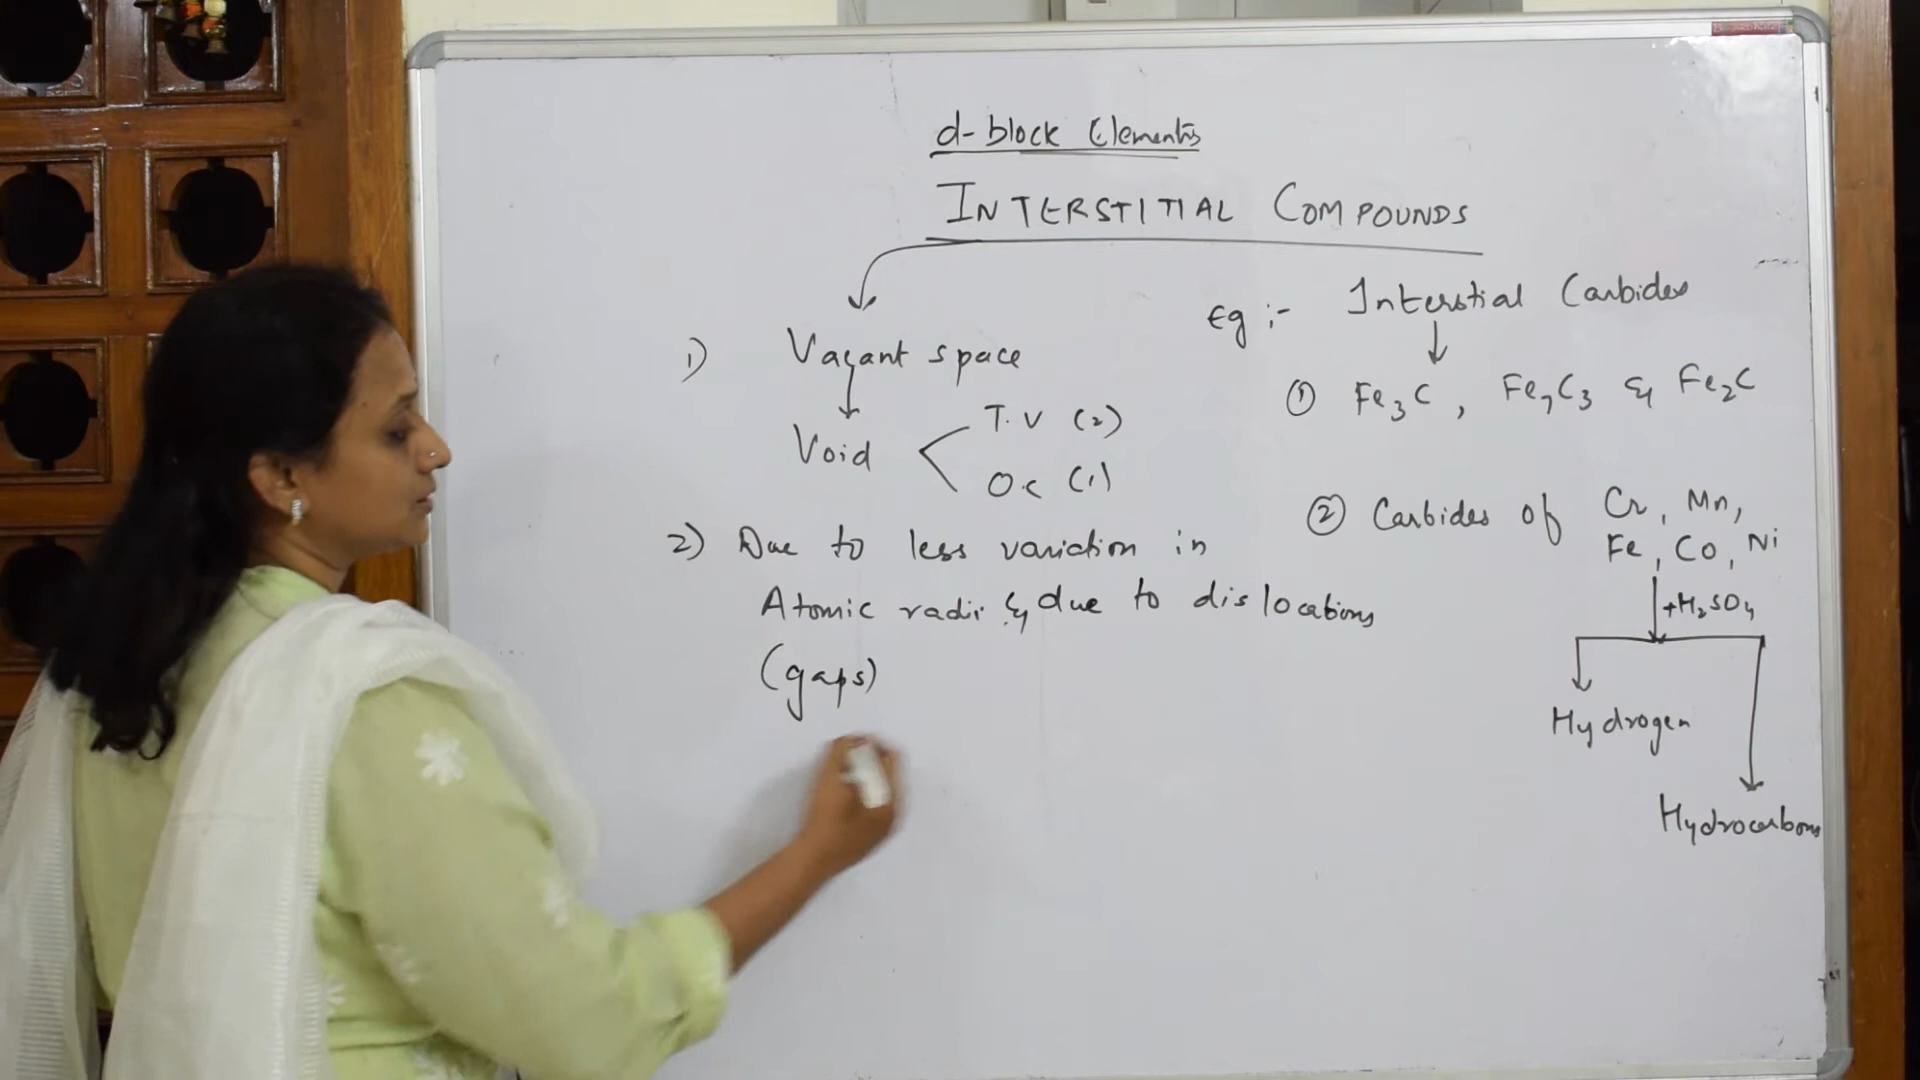 d-block Elements
INTERSTITIAL COMPOUNDS
1) Vacant space
Void
T.V (2)
O.C (1)
2) Due to less variation in
Atomic radii & due to dislocations
(gaps)
Eg :- Interstial Carbides
① Fe₃C, Fe₇C₃ & Fe₂C
② Carbides of Cr, Mn,
Fe, Co, Ni
+H₂SO₄
Hydrogen
Hydrocarbons